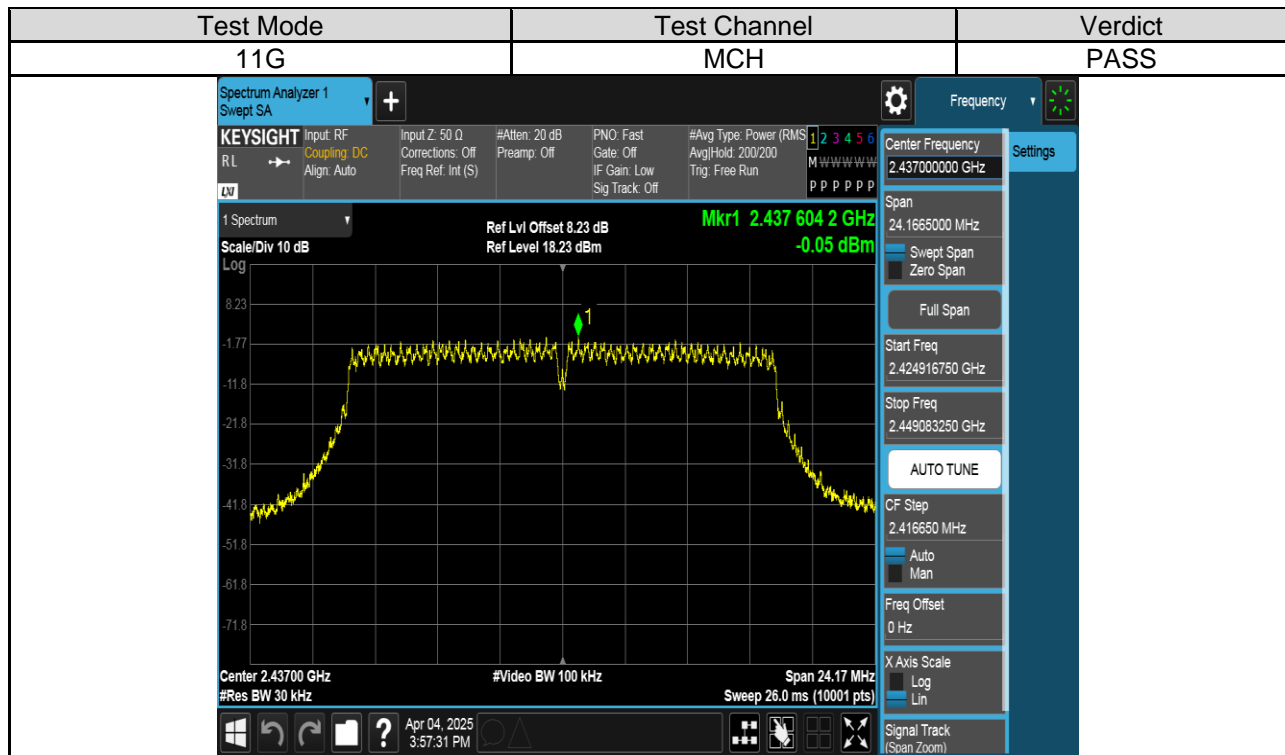 Test Mode Test Channel Verdict
11G MCH PASS
Spectrum Analyzer 1
Swept SA
+
Frequency
KEYSIGHT
RL
LXI
Input: RF
Coupling: DC
Align: Auto
Input Z: 50 Ω
Corrections: Off
Freq Ref: Int (S)
#Atten: 20 dB
Preamp: Off
PNO: Fast
Gate: Off
IF Gain: Low
Sig Track: Off
#Avg Type: Power (RMS
Avg|Hold: 200/200
Trig: Free Run
1 2 3 4 5 6
M W W W W W
P P P P P P
1 Spectrum
Scale/Div 10 dB
Ref Lvl Offset 8.23 dB
Ref Level 18.23 dBm
Mkr1 2.437 604 2 GHz
-0.05 dBm
Log
8.23
-1.77
-11.8
-21.8
-31.8
-41.8
-51.8
-61.8
-71.8
1
Center 2.43700 GHz
#Res BW 30 kHz
#Video BW 100 kHz
Span 24.17 MHz
Sweep 26.0 ms (10001 pts)
Center Frequency
2.437000000 GHz
Settings
Span
24.1665000 MHz
Swept Span
Zero Span
Full Span
Start Freq
2.424916750 GHz
Stop Freq
2.449083250 GHz
AUTO TUNE
CF Step
2.416650 MHz
Auto
Man
Freq Offset
0 Hz
X Axis Scale
Log
Lin
Signal Track
(Span Zoom)
?
Apr 04, 2025
3:57:31 PM